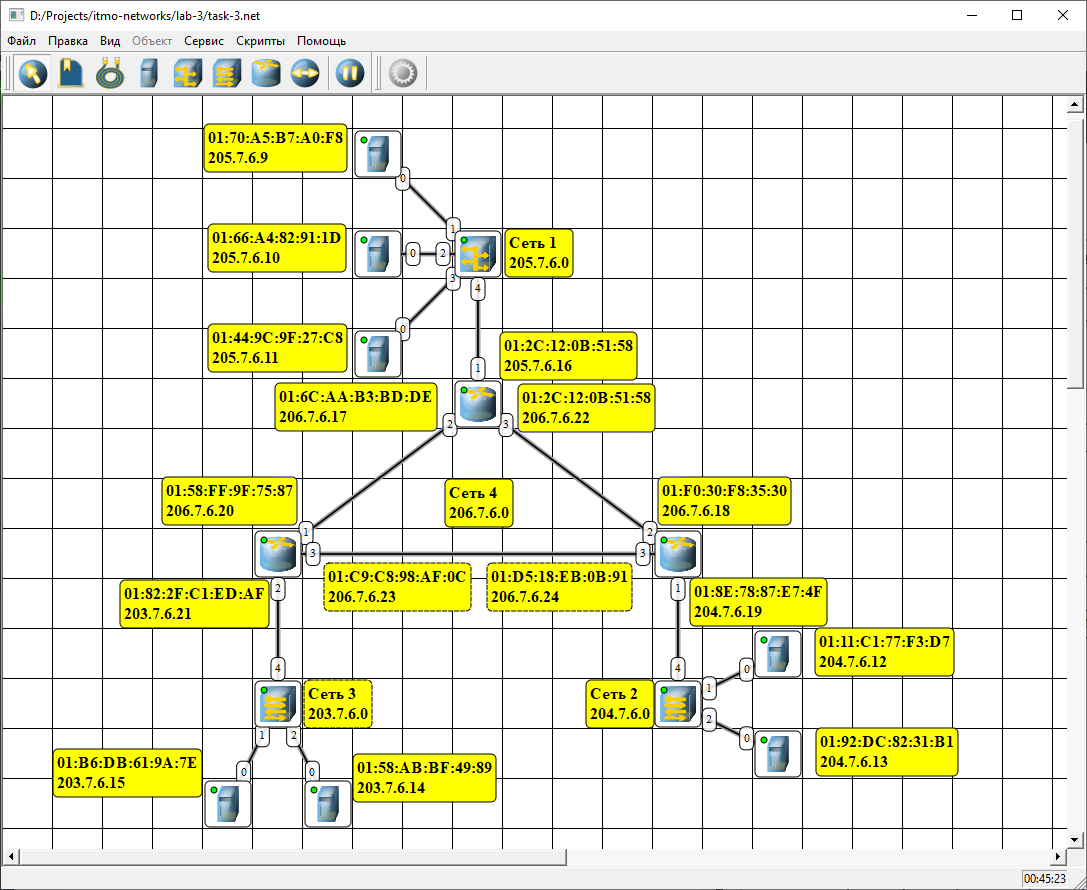 D:/Projects/itmo-networks/lab-3/task-3.net
Файл Правка Вид Объект Сервис Скрипты Помощь
01:70:A5:B7:A0:F8
205.7.6.9
0
1
01:66:A4:82:91:1D
205.7.6.10
0
2
Сеть 1
205.7.6.0
3
4
01:44:9C:9F:27:C8
205.7.6.11
0
01:2C:12:0B:51:58
205.7.6.16
1
01:6C:AA:B3:BD:DE
206.7.6.17
01:2C:12:0B:51:58
206.7.6.22
2
3
01:58:FF:9F:75:87
206.7.6.20
Сеть 4
206.7.6.0
01:F0:30:F8:35:30
206.7.6.18
1
2
3
3
01:C9:C8:98:AF:0C
206.7.6.23
01:D5:18:EB:0B:91
206.7.6.24
01:82:2F:C1:ED:AF
203.7.6.21
2
1
01:8E:78:87:E7:4F
204.7.6.19
4
4
01:11:C1:77:F3:D7
204.7.6.12
0
Сеть 3
203.7.6.0
Сеть 2
204.7.6.0
1
2
1
2
0
01:92:DC:82:31:B1
204.7.6.13
01:B6:DB:61:9A:7E
203.7.6.15
0
0
01:58:AB:BF:49:89
203.7.6.14
00:45:23